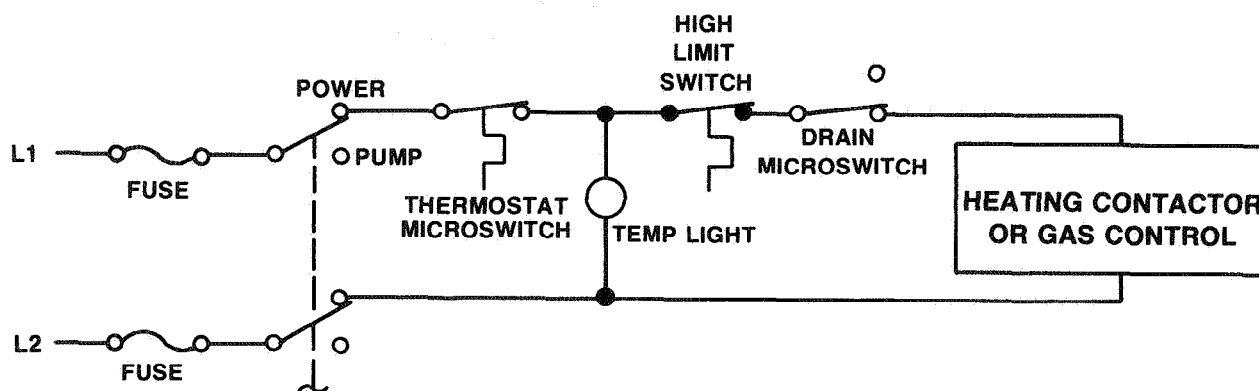 HIGH
LIMIT
SWITCH
POWER
L1
PUMP
FUSE
DRAIN
MICROSWITCH
THERMOSTAT
MICROSWITCH
TEMP LIGHT
HEATING CONTACTOR
OR GAS CONTROL
L2
FUSE